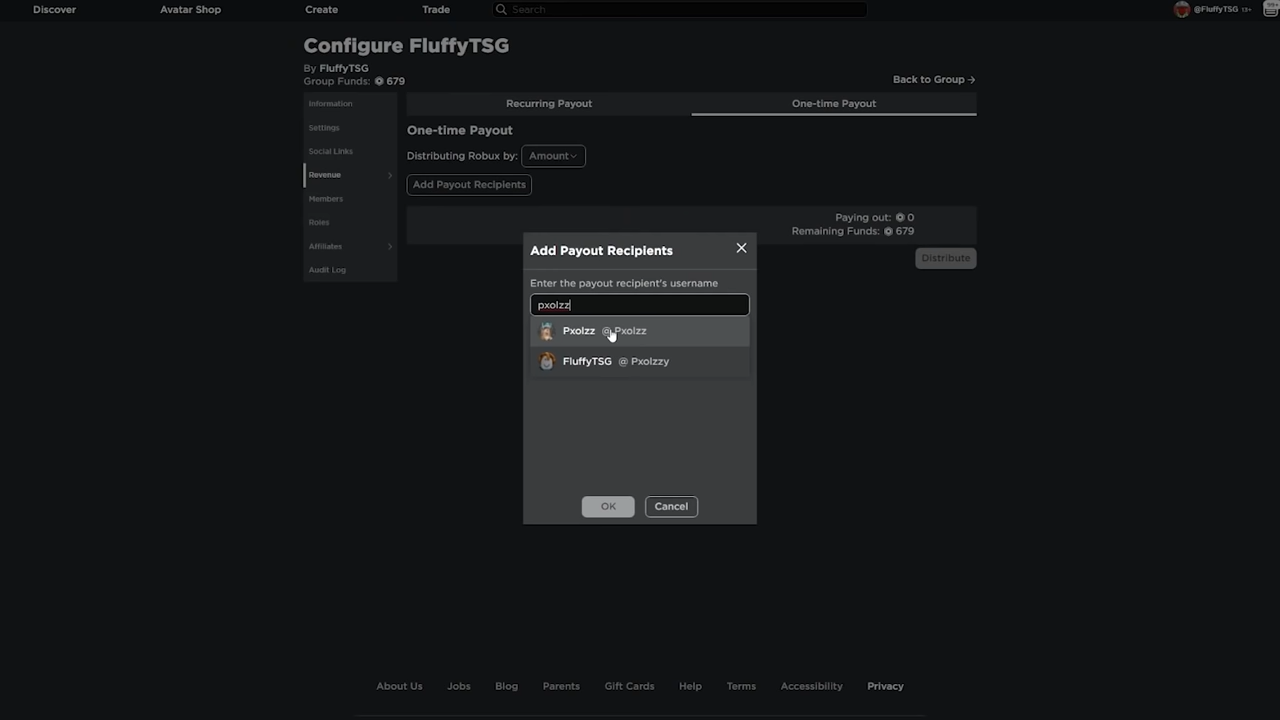 Discover Avatar Shop Create Trade Search @FluffyTSG 13+
Configure FluffyTSG
By FluffyTSG
Group Funds: 679
Back to Group →
Information
Settings
Social Links
Revenue
Members
Roles
Affiliates
Audit Log
Recurring Payout One-time Payout
One-time Payout
Distributing Robux by: Amount
Add Payout Recipients
Paying out: 0
Remaining Funds: 679
Distribute
Add Payout Recipients
Enter the payout recipient's username
pxolzz
Pxolzz @ Pxolzz
FluffyTSG @ Pxolzzy
OK Cancel
About Us Jobs Blog Parents Gift Cards Help Terms Accessibility Privacy